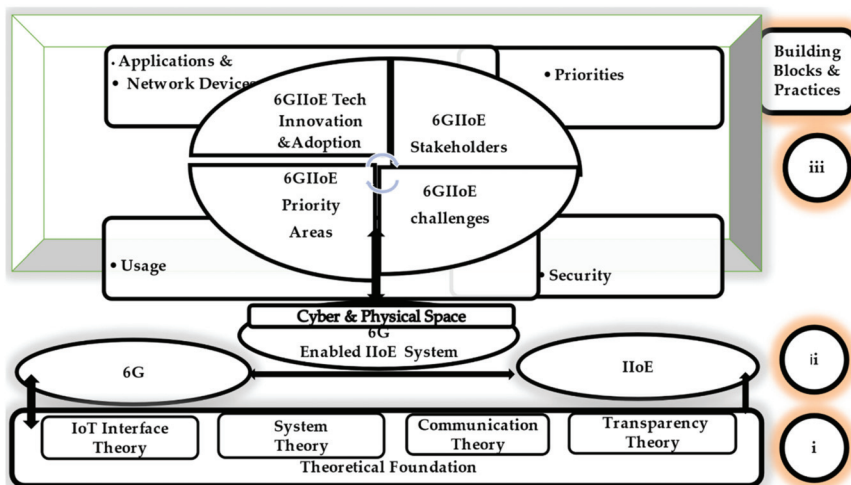 • Applications &
• Network Devices
• Priorities
Building
Blocks &
Practices
6GIIoE Tech
Innovation
&Adoption
6GIIoE
Stakeholders
iii
6GIIoE
Priority
Areas
6GIIoE
challenges
• Usage
• Security
Cyber & Physical Space
6G
Enabled IIoE System
6G
IIoE
ii
IoT Interface
Theory
System
Theory
Communication
Theory
Transparency
Theory
i
Theoretical Foundation